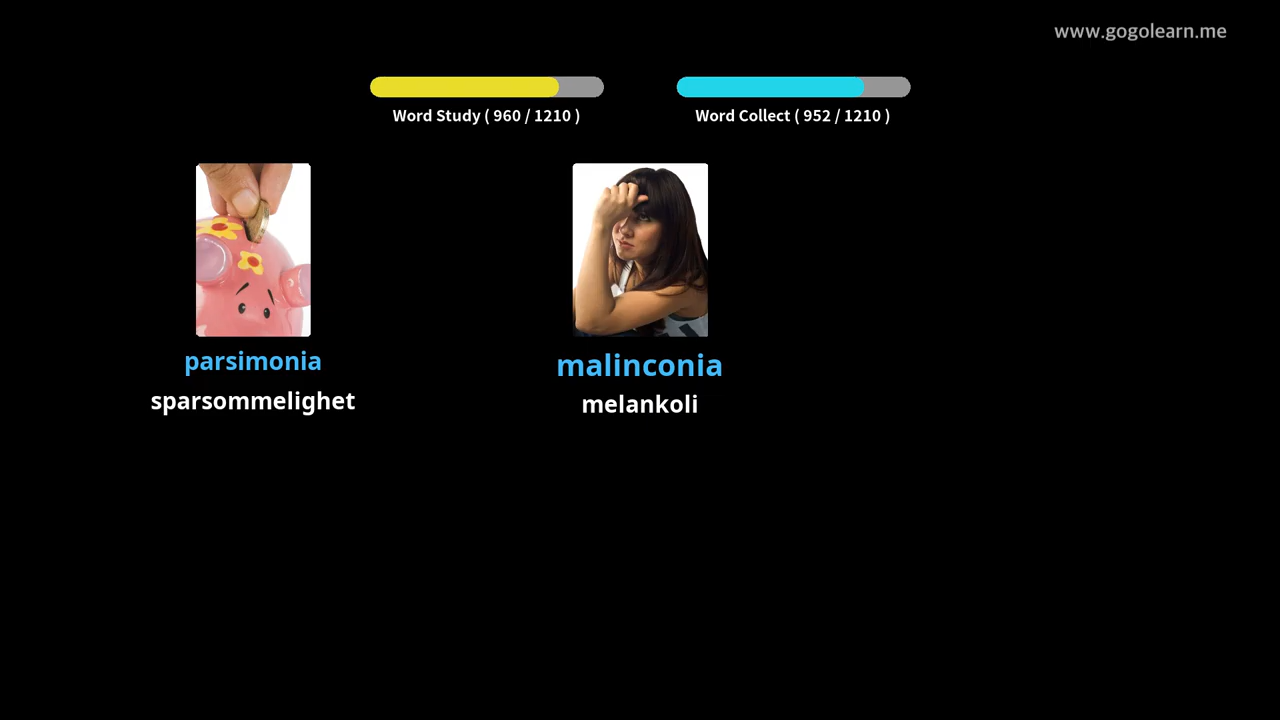 www.gogolearn.me
Word Study ( 960 / 1210 )
Word Collect ( 952 / 1210 )
parsimonia
sparsommelighet
malinconia
melankoli